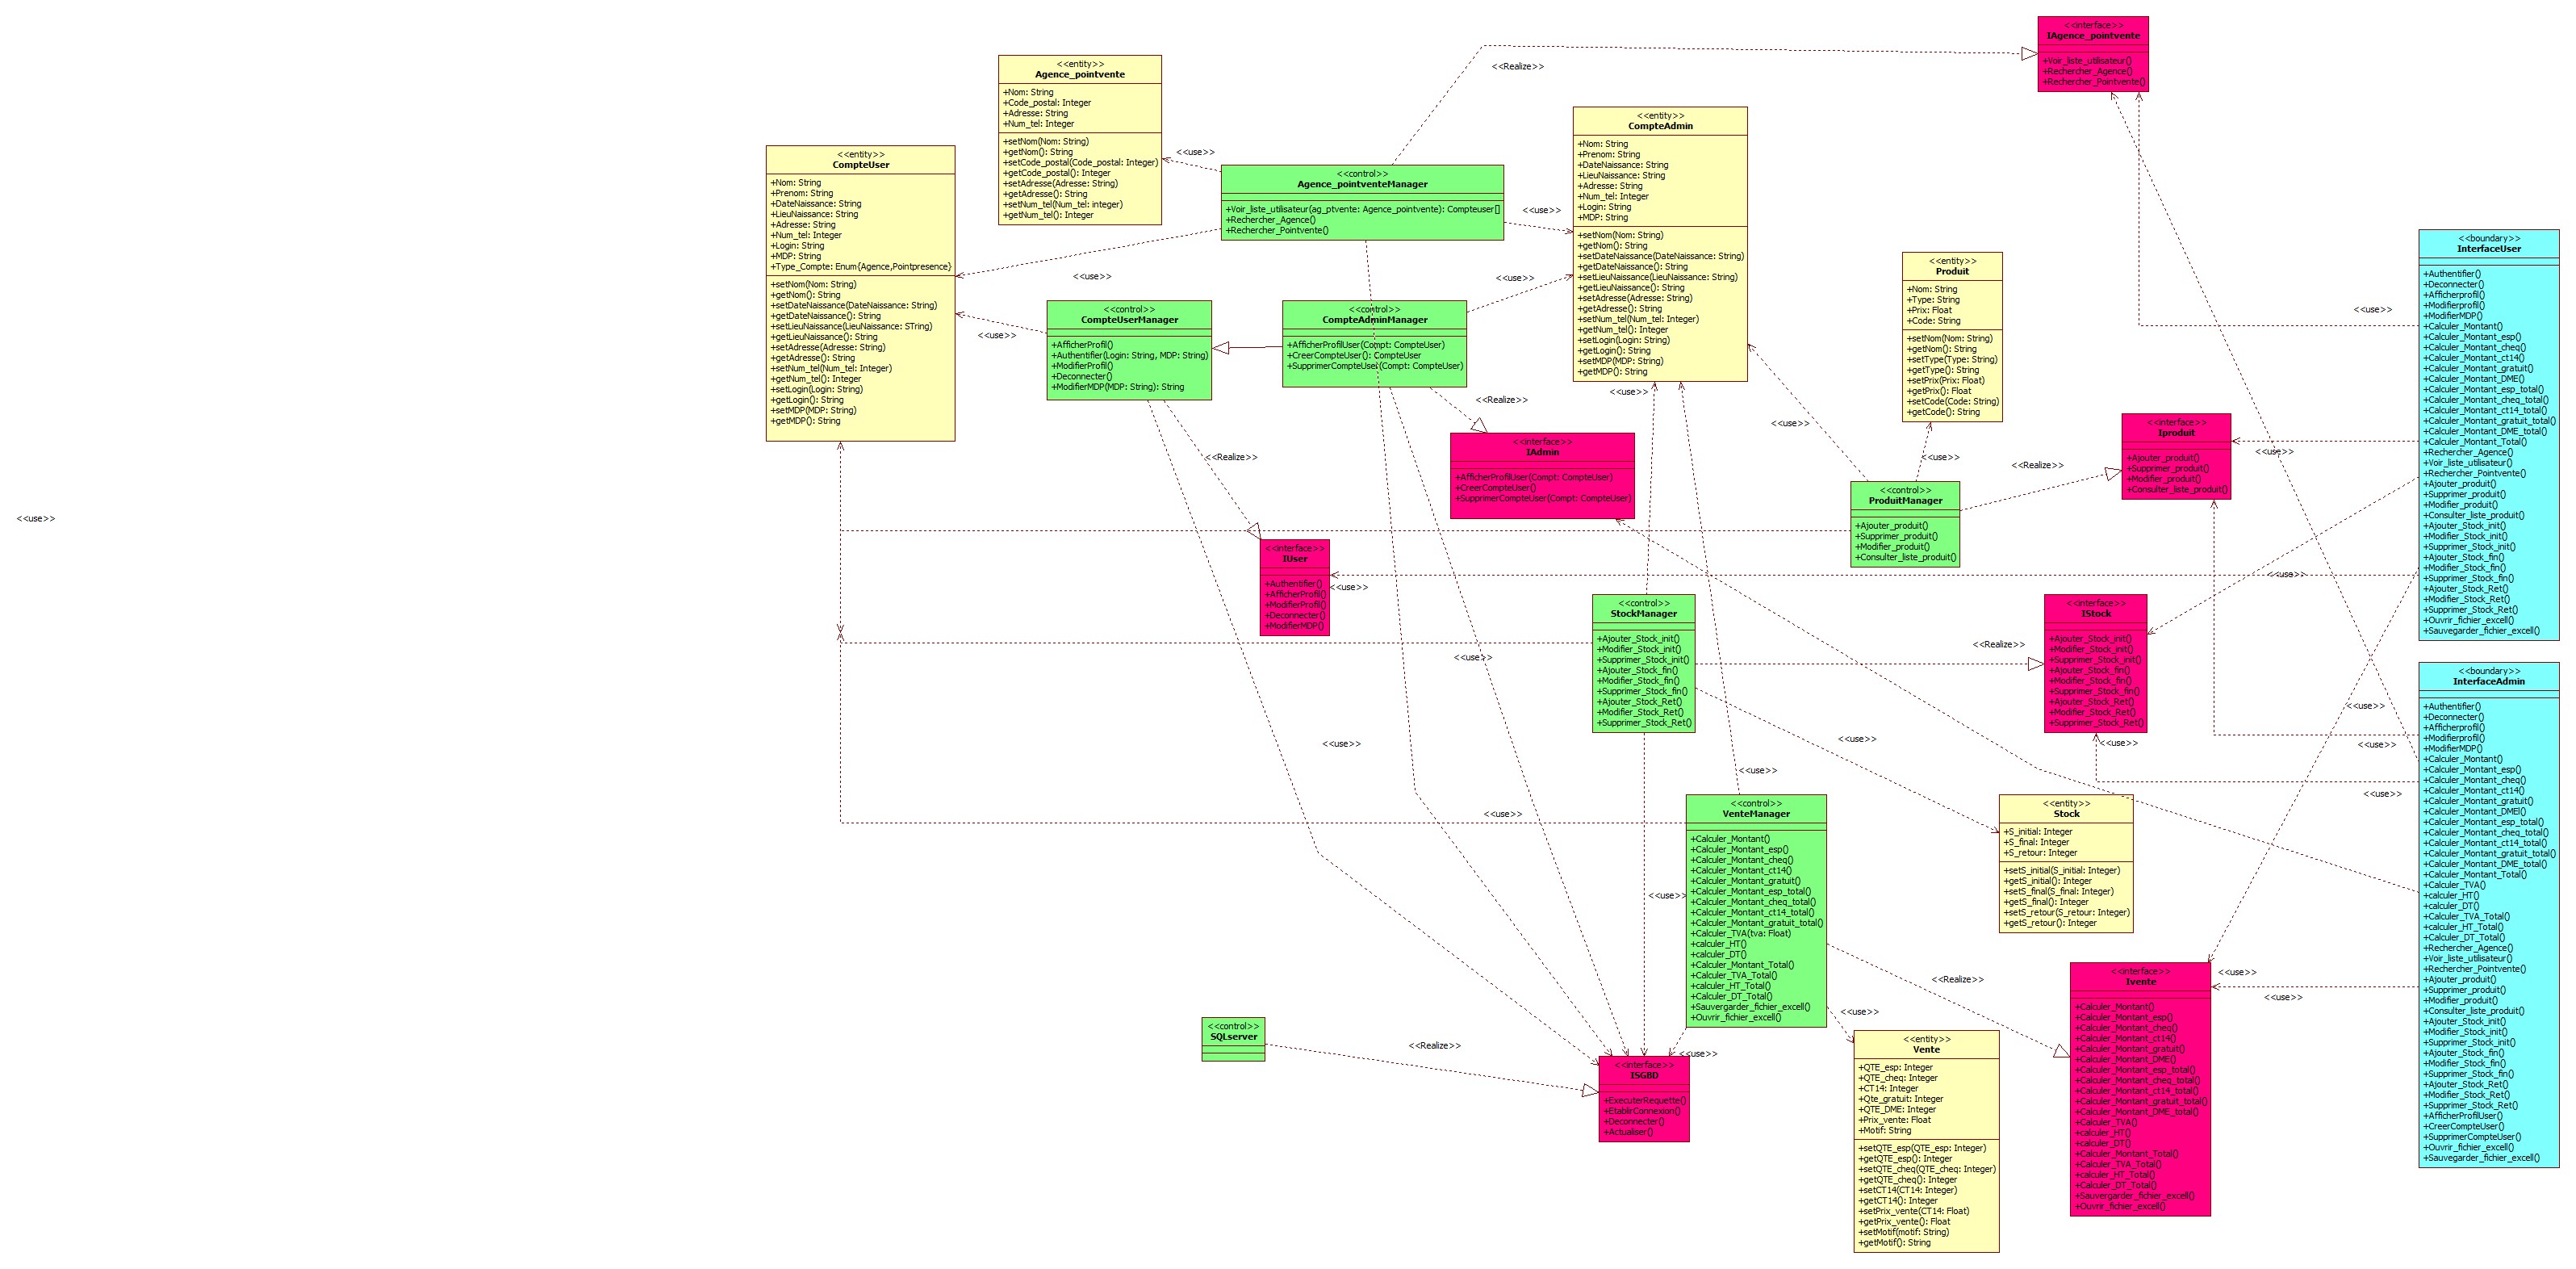 <<interface>>
IAgence_pointvente
+Voir_liste_utilisateur()
+Rechercher_Agence()
+Rechercher_Pointvente()
<<Realize>>
<<entity>>
Agence_pointvente
+Nom: String
+Code_postal: Integer
+Adresse: String
+Num_tel: Integer
+setNom(Nom: String)
+getNom(): String
+setCode_postal(Code_postal: Integer)
+getCode_postal(): Integer
+setAdresse(Adresse: String)
+getAdresse(): String
+setNum_tel(Num_tel: integer)
+getNum_tel(): Integer
<<use>>
<<entity>>
CompteAdmin
+Nom: String
+Prenom: String
+DateNaissance: String
+LieuNaissance: String
+Adresse: String
+Num_tel: Integer
+Login: String
+MDP: String
+setNom(Nom: String)
+getNom(): String
+setDateNaissance(DateNaissance: String)
+getDateNaissance(): String
+setLieuNaissance(LieuNaissance: String)
+getLieuNaissance(): String
+setAdresse(Adresse: String)
+getAdresse(): String
+setNum_tel(Num_tel: Integer)
+getNum_tel(): Integer
+setLogin(Login: String)
+getLogin(): String
+setMDP(MDP: String)
+getMDP(): String
<<entity>>
CompteUser
+Nom: String
+Prenom: String
+DateNaissance: String
+LieuNaissance: String
+Adresse: String
+Num_tel: Integer
+Login: String
+MDP: String
+Type_Compte: Enum{Agence,Pointpresence}
+setNom(Nom: String)
+getNom(): String
+setDateNaissance(DateNaissance: String)
+getDateNaissance(): String
+setLieuNaissance(LieuNaissance: STring)
+getLieuNaissance(): String
+setAdresse(Adresse: String)
+getAdresse(): String
+setNum_tel(Num_tel: Integer)
+getNum_tel(): Integer
+setLogin(Login: String)
+getLogin(): String
+setMDP(MDP: String)
+getMDP(): String
<<control>>
Agence_pointventeManager
+Voir_liste_utilisateur(ag_ptvente: Agence_pointvente): Compteuser[]
+Rechercher_Agence()
+Rechercher_Pointvente()
<<use>>
<<use>>
<<use>>
<<control>>
CompteUserManager
+AfficherProfil()
+Authentifier(Login: String, MDP: String)
+ModifierProfil()
+Deconnecter()
+ModifierMDP(MDP: String): String
<<use>>
<<control>>
CompteAdminManager
+AfficherProfilUser(Compt: CompteUser)
+CreerCompteUser(): CompteUser
+SupprimerCompteUser(Compt: CompteUser)
<<Realize>>
<<use>>
<<entity>>
Produit
+Nom: String
+Type: String
+Prix: Float
+Code: String
+setNom(Nom: String)
+getNom(): String
+setType(Type: String)
+getType(): String
+setPrix(Prix: Float)
+getPrix(): Float
+setCode(Code: String)
+getCode(): String
<<use>>
<<use>>
<<boundary>>
InterfaceUser
+Authentifier()
+Deconnecter()
+Afficherprofil()
+Modifierprofil()
+ModifierMDP()
+Calculer_Montant()
+Calculer_Montant_esp()
+Calculer_Montant_cheq()
+Calculer_Montant_ct14()
+Calculer_Montant_gratuit()
+Calculer_Montant_DME()
+Calculer_Montant_esp_total()
+Calculer_Montant_cheq_total()
+Calculer_Montant_ct14_total()
+Calculer_Montant_gratuit_total()
+Calculer_Montant_DME_total()
+Calculer_Montant_Total()
+Rechercher_Agence()
+Voir_liste_utilisateur()
+Rechercher_Pointvente()
+Ajouter_produit()
+Supprimer_produit()
+Modifier_produit()
+Consulter_liste_produit()
+Ajouter_Stock_init()
+Modifier_Stock_init()
+Supprimer_Stock_init()
+Ajouter_Stock_fin()
+Modifier_Stock_fin()
+Supprimer_Stock_fin()
+Ajouter_Stock_Ret()
+Modifier_Stock_Ret()
+Supprimer_Stock_Ret()
+Ouvrir_fichier_excell()
+Sauvegarder_fichier_excell()
<<use>>
<<interface>>
Iproduit
+Ajouter_produit()
+Supprimer_produit()
+Modifier_produit()
+Consulter_liste_produit()
<<use>>
<<Realize>>
<<interface>>
IAdmin
+AfficherProfilUser(Compt: CompteUser)
+CreerCompteUser()
+SupprimerCompteUser(Compt: CompteUser)
<<Realize>>
<<control>>
ProduitManager
+Ajouter_produit()
+Supprimer_produit()
+Modifier_produit()
+Consulter_liste_produit()
<<use>>
<<interface>>
IUser
+Authentifier()
+AfficherProfil()
+ModifierProfil()
+Deconnecter()
+ModifierMDP()
<<use>>
<<use>>
<<control>>
StockManager
+Ajouter_Stock_init()
+Modifier_Stock_init()
+Supprimer_Stock_init()
+Ajouter_Stock_fin()
+Modifier_Stock_fin()
+Supprimer_Stock_fin()
+Ajouter_Stock_Ret()
+Modifier_Stock_Ret()
+Supprimer_Stock_Ret()
<<Realize>>
<<interface>>
IStock
+Ajouter_Stock_init()
+Modifier_Stock_init()
+Supprimer_Stock_init()
+Ajouter_Stock_fin()
+Modifier_Stock_fin()
+Supprimer_Stock_fin()
+Ajouter_Stock_Ret()
+Modifier_Stock_Ret()
+Supprimer_Stock_Ret()
<<use>>
<<use>>
<<use>>
<<use>>
<<use>>
<<use>>
<<use>>
<<use>>
<<use>>
<<boundary>>
InterfaceAdmin
+Authentifier()
+Deconnecter()
+Afficherprofil()
+Modifierprofil()
+ModifierMDP()
+Calculer_Montant()
+Calculer_Montant_esp()
+Calculer_Montant_cheq()
+Calculer_Montant_ct14()
+Calculer_Montant_gratuit()
+Calculer_Montant_DMEl()
+Calculer_Montant_esp_total()
+Calculer_Montant_cheq_total()
+Calculer_Montant_ct14_total()
+Calculer_Montant_gratuit_total()
+Calculer_Montant_DME_total()
+Calculer_Montant_Total()
+Calculer_TVA()
+calculer_HT()
+calculer_DT()
+Calculer_TVA_Total()
+calculer_HT_Total()
+Calculer_DT_Total()
+Rechercher_Agence()
+Voir_liste_utilisateur()
+Rechercher_Pointvente()
+Ajouter_produit()
+Supprimer_produit()
+Modifier_produit()
+Consulter_liste_produit()
+Ajouter_Stock_init()
+Modifier_Stock_init()
+Supprimer_Stock_init()
+Ajouter_Stock_fin()
+Modifier_Stock_fin()
+Supprimer_Stock_fin()
+Ajouter_Stock_Ret()
+Modifier_Stock_Ret()
+Supprimer_Stock_Ret()
+AfficherProfilUser()
+CreerCompteUser()
+SupprimerCompteUser()
+Ouvrir_fichier_excell()
+Sauvegarder_fichier_excell()
<<control>>
VenteManager
+Calculer_Montant()
+Calculer_Montant_esp()
+Calculer_Montant_cheq()
+Calculer_Montant_ct14()
+Calculer_Montant_gratuit()
+Calculer_Montant_esp_total()
+Calculer_Montant_cheq_total()
+Calculer_Montant_ct14_total()
+Calculer_Montant_gratuit_total()
+Calculer_TVA(tva: Float)
+calculer_HT()
+calculer_DT()
+Calculer_Montant_Total()
+Calculer_TVA_Total()
+calculer_HT_Total()
+Calculer_DT_Total()
+Sauvergarder_fichier_excell()
+Ouvrir_fichier_excell()
<<use>>
<<entity>>
Stock
+S_initial: Integer
+S_final: Integer
+S_retour: Integer
+setS_initial(S_initial: Integer)
+getS_initial(): Integer
+setS_final(S_final: Integer)
+getS_final(): Integer
+setS_retour(S_retour: Integer)
+getS_retour(): Integer
<<interface>>
Ivente
+Calculer_Montant()
+Calculer_Montant_esp()
+Calculer_Montant_cheq()
+Calculer_Montant_ct14()
+Calculer_Montant_gratuit()
+Calculer_Montant_DME()
+Calculer_Montant_esp_total()
+Calculer_Montant_cheq_total()
+Calculer_Montant_ct14_total()
+Calculer_Montant_gratuit_total()
+Calculer_Montant_DME_total()
+Calculer_TVA()
+calculer_HT()
+calculer_DT()
+Calculer_Montant_Total()
+Calculer_TVA_Total()
+calculer_HT_Total()
+Calculer_DT_Total()
+Sauvergarder_fichier_excell()
+Ouvrir_fichier_excell()
<<use>>
<<use>>
<<Realize>>
<<use>>
<<use>>
<<control>>
SQLserver
<<Realize>>
<<interface>>
ISGBD
+ExecuterRequette()
+EtablirConnexion()
+Deconnecter()
+Actualiser()
<<entity>>
Vente
+QTE_esp: Integer
+QTE_cheq: Integer
+CT14: Integer
+Qte_gratuit: Integer
+QTE_DME: Integer
+Prix_vente: Float
+Motif: String
+setQTE_esp(QTE_esp: Integer)
+getQTE_esp(): Integer
+setQTE_cheq(QTE_cheq: Integer)
+getQTE_cheq(): Integer
+setCT14(CT14: Integer)
+getCT14(): Integer
+setPrix_vente(CT14: Float)
+getPrix_vente(): Float
+setMotif(motif: String)
+getMotif(): String